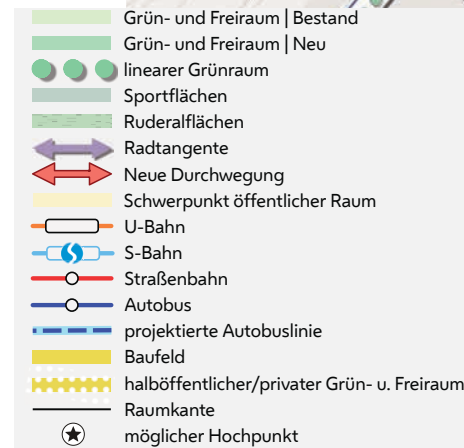 Grün- und Freiraum | Bestand
Grün- und Freiraum | Neu
linearer Grünraum
Sportflächen
Ruderalflächen
Radtangente
Neue Durchwegung
Schwerpunkt öffentlicher Raum
U-Bahn
S-Bahn
Straßenbahn
Autobus
projektierte Autobuslinie
Baufeld
halböffentlicher/privater Grün- u. Freiraum
Raumkante
möglicher Hochpunkt